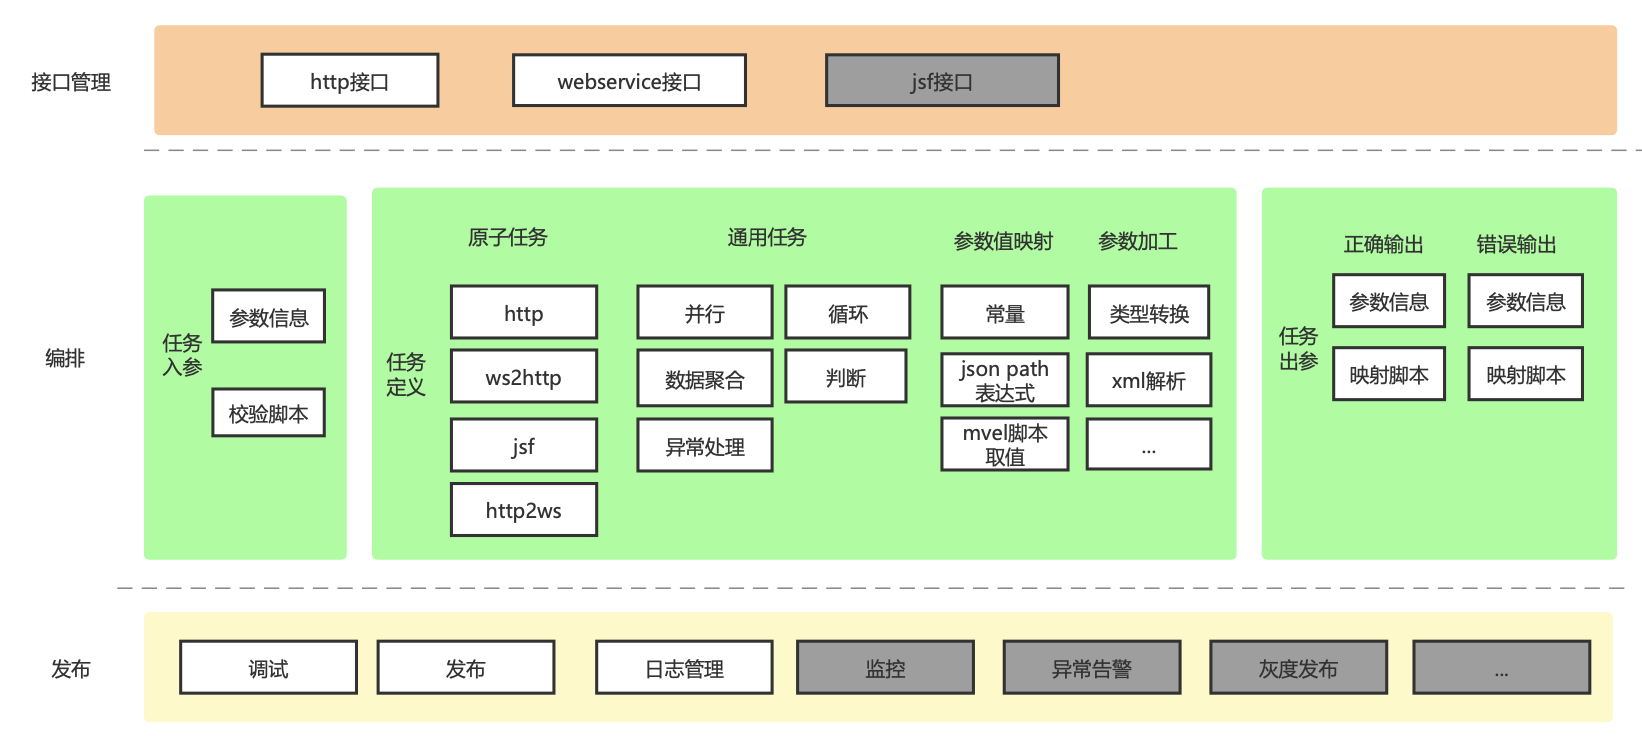 接口管理
http接口
webservice接口
jsf接口
编排
任务
入参
参数信息
校验脚本
任务
定义
原子任务
http
ws2http
jsf
http2ws
通用任务
并行
循环
数据聚合
判断
异常处理
参数值映射
常量
json path
表达式
mvel脚本
取值
参数加工
类型转换
xml解析
...
任务
出参
正确输出
参数信息
映射脚本
错误输出
参数信息
映射脚本
发布
调试
发布
日志管理
监控
异常告警
灰度发布
...